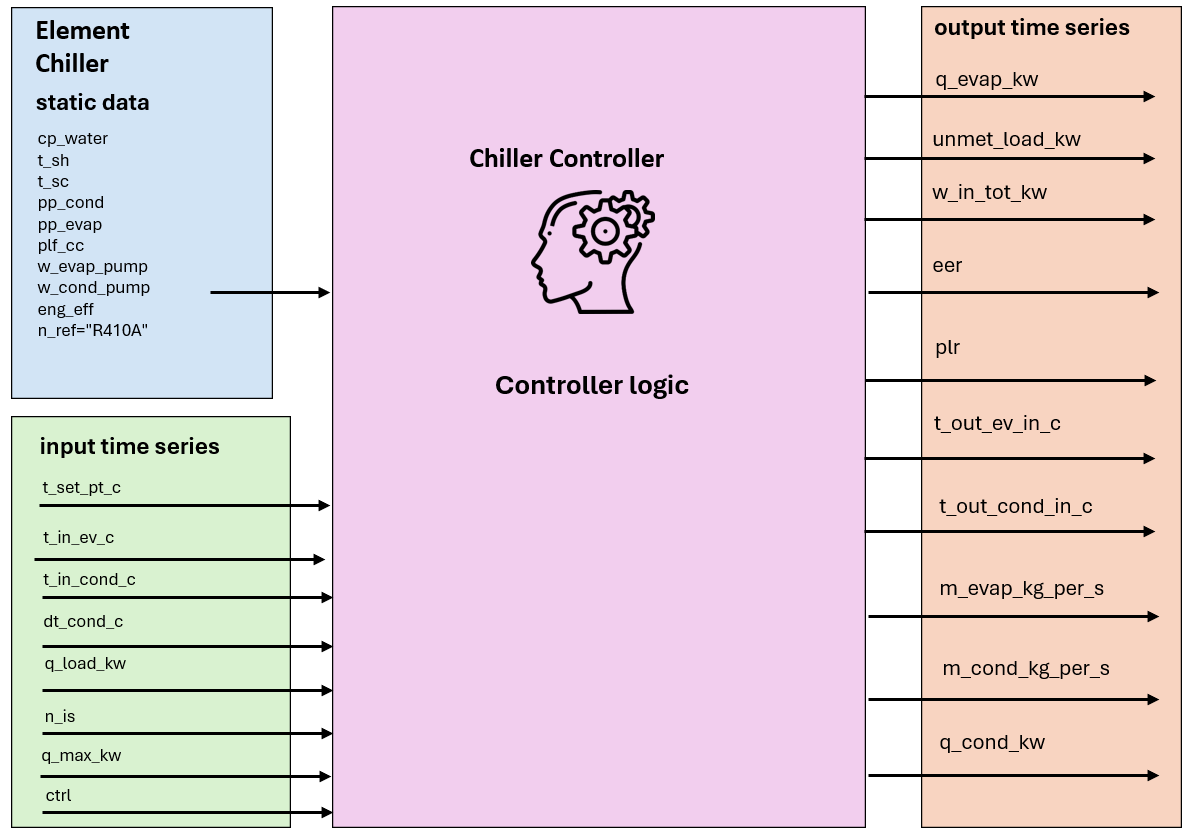 Element
Chiller
static data
cp_water
t_sh
t_sc
pp_cond
pp_evap
plf_cc
w_evap_pump
w_cond_pump
eng_eff
n_ref="R410A"
input time series
t_set_pt_c
t_in_ev_c
t_in_cond_c
dt_cond_c
q_load_kw
n_is
q_max_kw
ctrl
Chiller Controller
Controller logic
output time series
q_evap_kw
unmet_load_kw
w_in_tot_kw
eer
plr
t_out_ev_in_c
t_out_cond_in_c
m_evap_kg_per_s
m_cond_kg_per_s
q_cond_kw